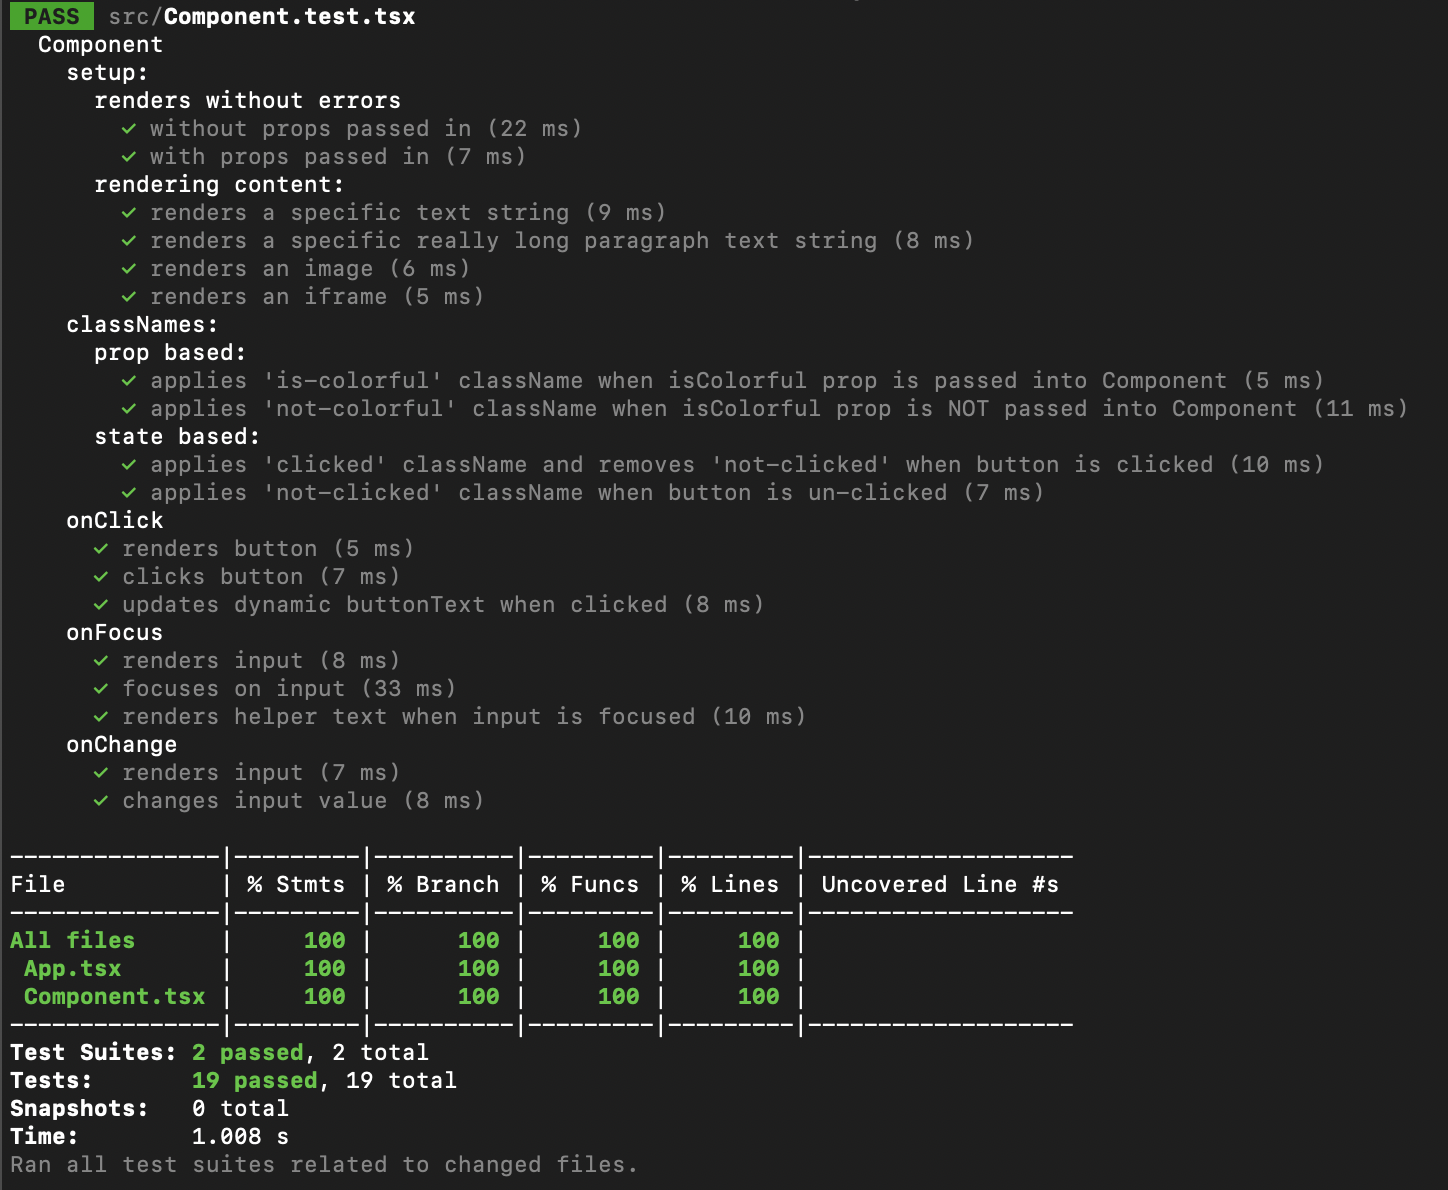 PASS src/Component.test.tsx
Component
setup:
renders without errors
✓ without props passed in (22 ms)
✓ with props passed in (7 ms)
rendering content:
✓ renders a specific text string (9 ms)
✓ renders a specific really long paragraph text string (8 ms)
✓ renders an image (6 ms)
✓ renders an iframe (5 ms)
classNames:
prop based:
✓ applies 'is-colorful' className when isColorful prop is passed into Component (5 ms)
✓ applies 'not-colorful' className when isColorful prop is NOT passed into Component (11 ms)
state based:
✓ applies 'clicked' className and removes 'not-clicked' when button is clicked (10 ms)
✓ applies 'not-clicked' className when button is un-clicked (7 ms)
onClick
✓ renders button (5 ms)
✓ clicks button (7 ms)
✓ updates dynamic buttonText when clicked (8 ms)
onFocus
✓ renders input (8 ms)
✓ focuses on input (33 ms)
✓ renders helper text when input is focused (10 ms)
onChange
✓ renders input (7 ms)
✓ changes input value (8 ms)
---------------|---------|----------|---------|---------|-------------------
File           | % Stmts | % Branch | % Funcs | % Lines | Uncovered Line #s
---------------|---------|----------|---------|---------|-------------------
All files      |     100 |      100 |     100 |     100 |
 App.tsx       |     100 |      100 |     100 |     100 |
 Component.tsx |     100 |      100 |     100 |     100 |
---------------|---------|----------|---------|---------|-------------------
Test Suites: 2 passed, 2 total
Tests:       19 passed, 19 total
Snapshots:   0 total
Time:        1.008 s
Ran all test suites related to changed files.